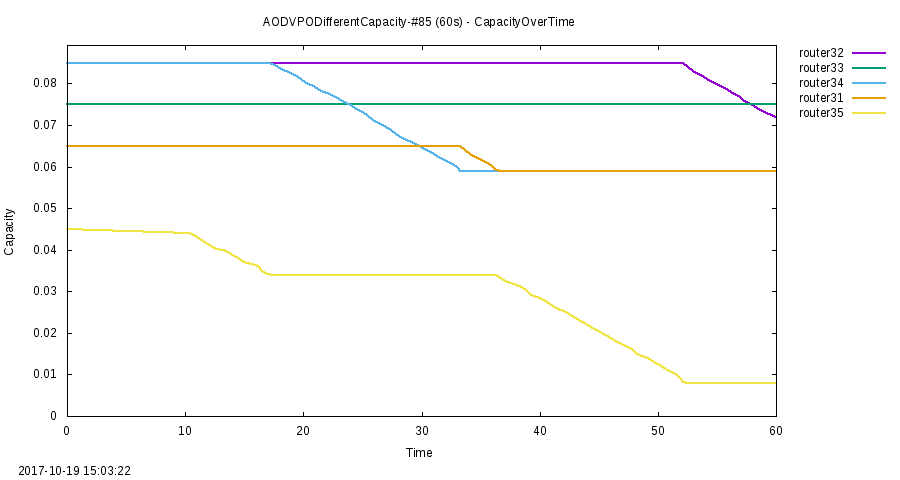 AODVPODifferentCapacity-#85 (60s) - CapacityOverTime
router32
router33
router34
router31
router35
0.08
0.07
0.06
0.05
0.04
0.03
0.02
0.01
0
Capacity
0 10 20 30 40 50 60
Time
2017-10-19 15:03:22